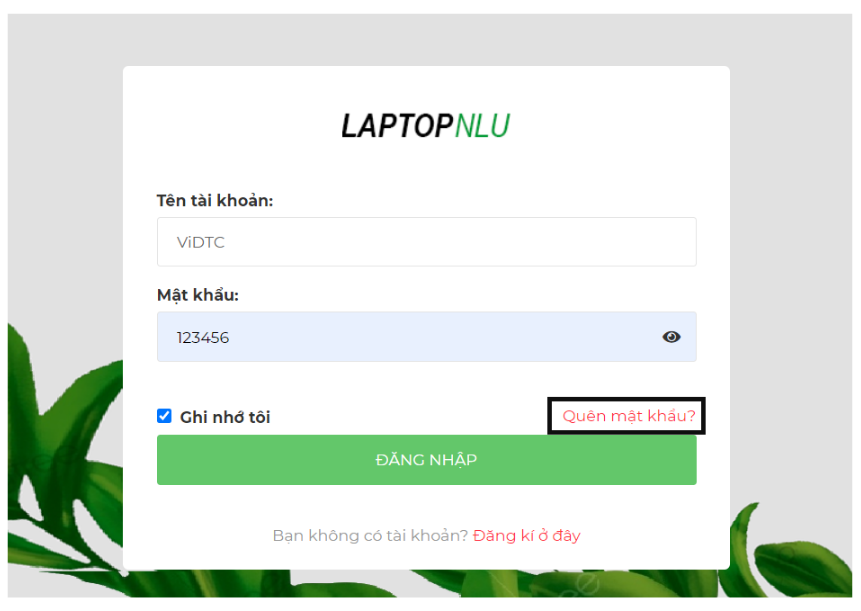 LAPTOPNLU
Tên tài khoản:
ViDTC
Mật khẩu:
123456
Ghi nhớ tôi
Quên mật khẩu?
ĐĂNG NHẬP
Bạn không có tài khoản? Đăng kí ở đây